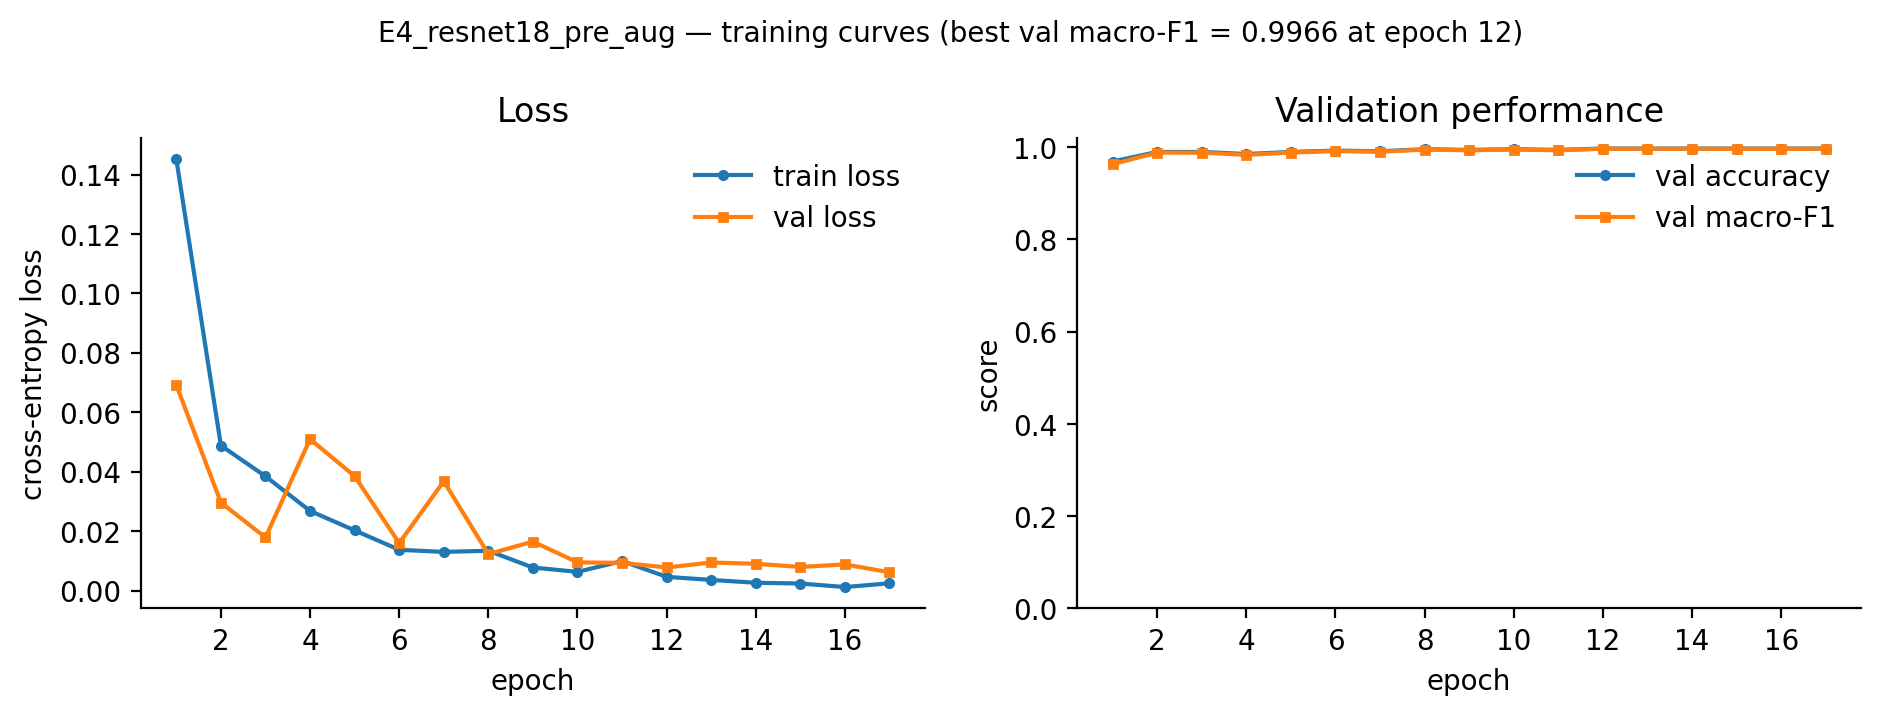 E4_resnet18_pre_aug — training curves (best val macro-F1 = 0.9966 at epoch 12)
Loss
train loss
val loss
cross-entropy loss
0.14
0.12
0.10
0.08
0.06
0.04
0.02
0.00
2 4 6 8 10 12 14 16
epoch
Validation performance
val accuracy
val macro-F1
score
1.0
0.8
0.6
0.4
0.2
0.0
2 4 6 8 10 12 14 16
epoch